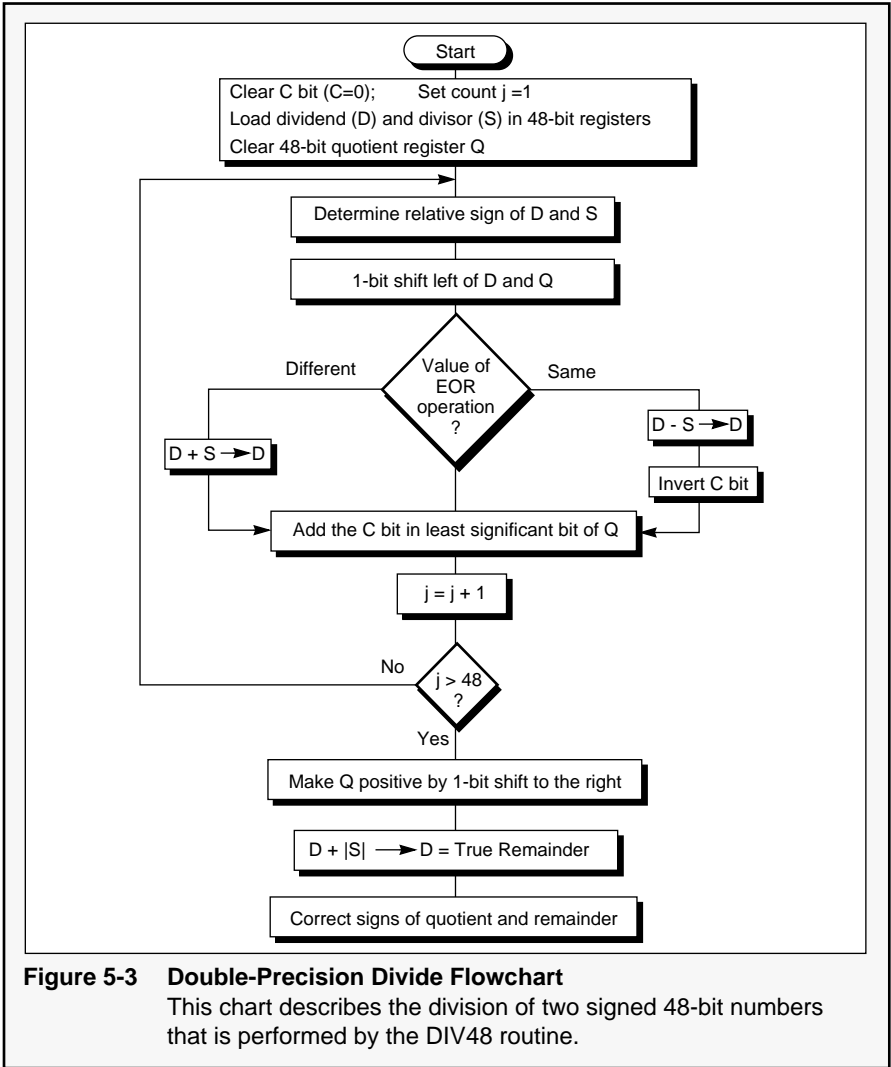 Start
Clear C bit (C=0); Set count j =1
Load dividend (D) and divisor (S) in 48-bit registers
Clear 48-bit quotient register Q
Determine relative sign of D and S
1-bit shift left of D and Q
Different
Value of
EOR
operation
?
Same
D + S → D
D - S → D
Invert C bit
Add the C bit in least significant bit of Q
j = j + 1
No
j > 48
?
Yes
Make Q positive by 1-bit shift to the right
D + |S| → D = True Remainder
Correct signs of quotient and remainder
Figure 5-3 Double-Precision Divide Flowchart
This chart describes the division of two signed 48-bit numbers
that is performed by the DIV48 routine.